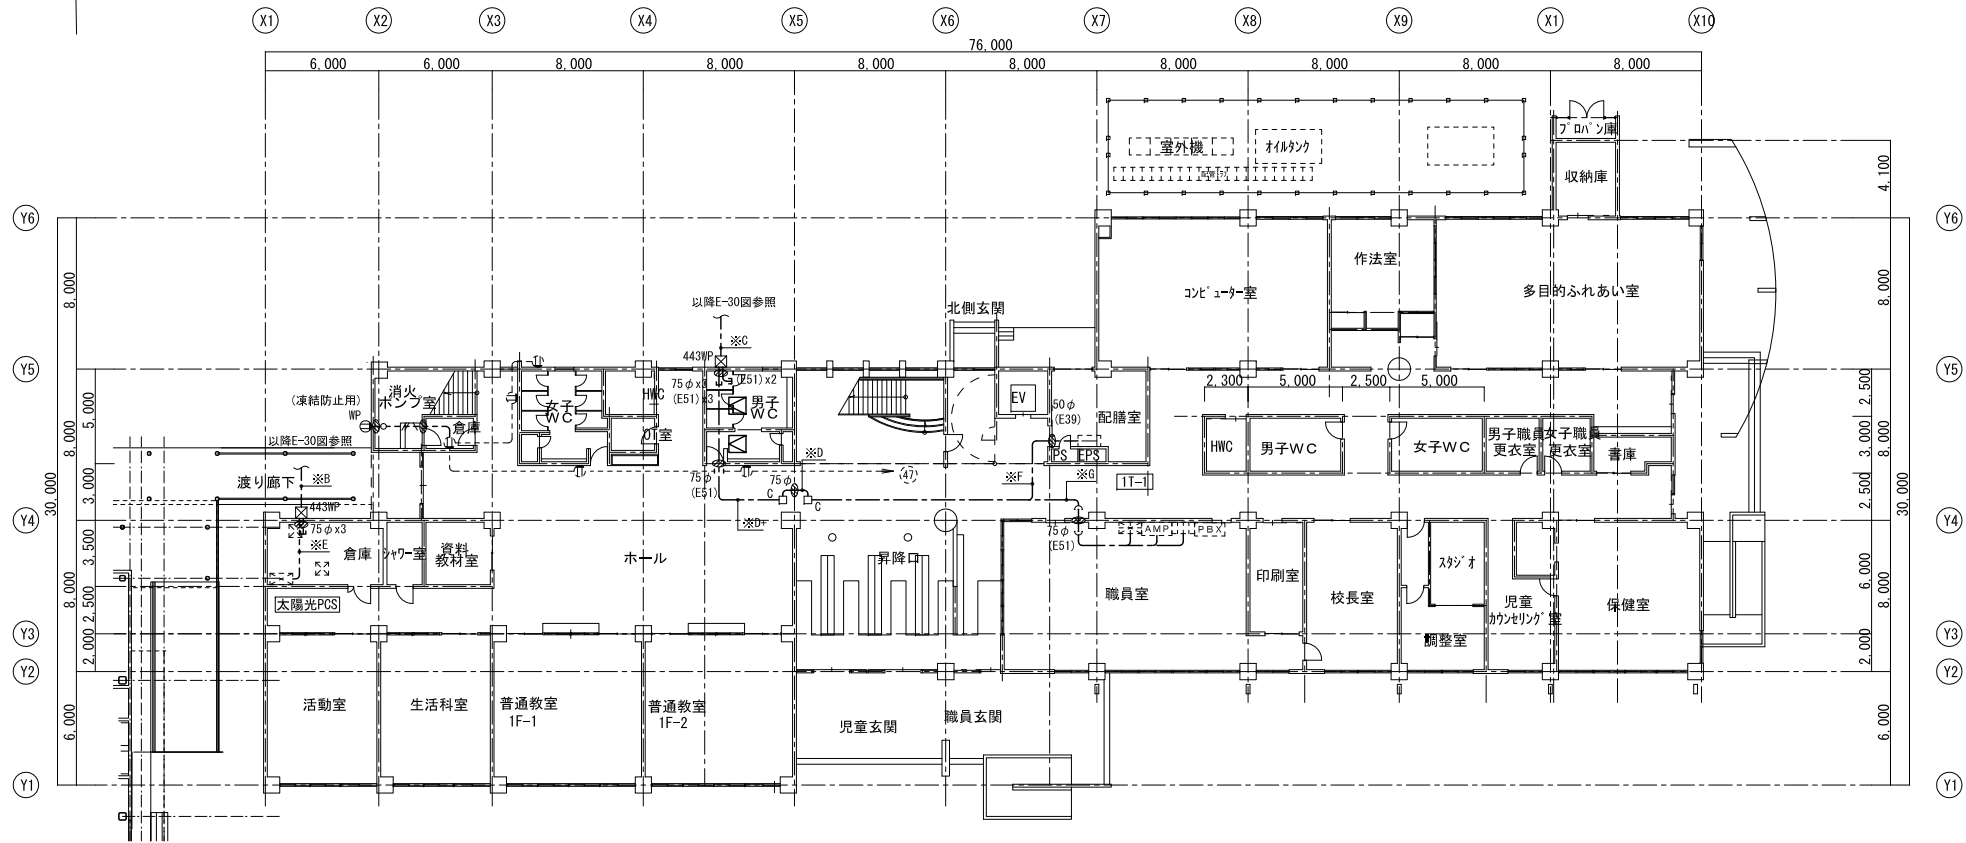 X1 X2 X3 X4 X5 X6 X7 X8 X9 X1 X10
76,000
6,000 6,000 8,000 8,000 8,000 8,000 8,000 8,000 8,000 8,000
プロパン庫
室外機 オイルタンク
収納庫
4,100
Y6 Y6
作法室
コンピューター室 多目的ふれあい室
8,000 8,000
以降E-30図参照
北側玄関
※C
443WP
Y5 Y5
75φx3 (E51)x2
(E51)x3
2,300 5,000 2,500 5,000
2,500
消火
ポンプ室
(凍結防止用)
WP
倉庫
女子
WC
HWC
男子
WC
EV
50φ
(E39)
配膳室
5,000
8,000
以降E-30図参照
HWC 男子WC 女子WC
男子職員
更衣室
女子職員
更衣室
書庫
3,000 8,000
PS EPS
※D
渡り廊下 ※B
75φ
(E51)
75φ
C
C
47
※F ※G
1T-1
3,000
2,500
30,000 30,000
443WP
75φx3
※D+
Y4 Y4
75φ
(E51)
AMP PBX
※E
倉庫 シャワー室
資料
教材室
ホール 昇降口
3,500
職員室 印刷室 校長室
スタジオ
児童
カウンセリング室
保健室
調整室
6,000
8,000 8,000
2,500
太陽光PCS
Y3 Y3
2,000 2,000
Y2 Y2
活動室 生活科室
普通教室
1F-1
普通教室
1F-2
児童玄関 職員玄関
6,000 6,000
Y1 Y1